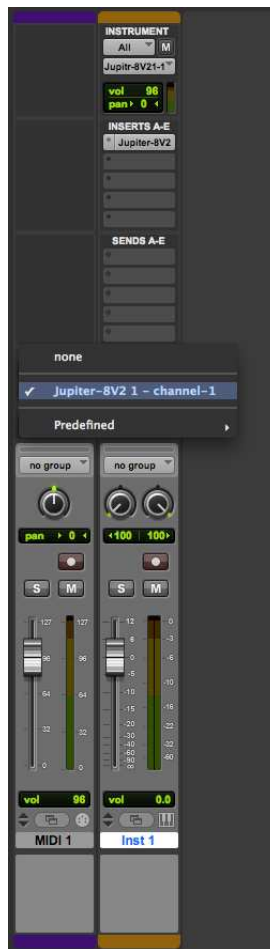 INSTRUMENT
All M
Jupitr-8V21-1
vol 96
pan 0
INSERTS A-E
Jupiter-8V2
SENDS A-E
none
✓ Jupiter-8V2 1 - channel-1
Predefined
no group no group
pan 0 100 100
S M S M
127 127 12 0
6 -3
96 96 0 -6
-5
64 64 -10 -10
-15 -16
32 32 -20 -22
-30
-40 -32
-60 -60
-90
0 0 ∞
vol 96 vol 0.0
MIDI 1 Inst 1